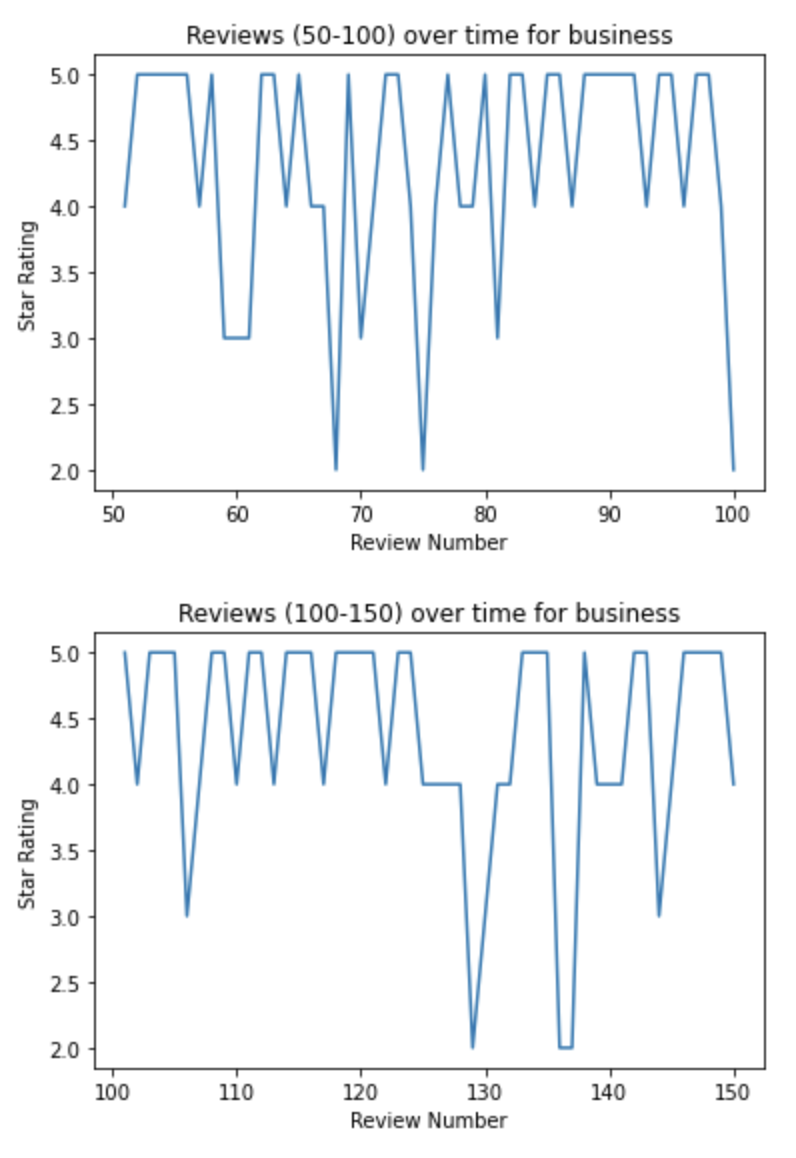 Reviews (50-100) over time for business
5.0
4.5
4.0
3.5
3.0
2.5
2.0
Star Rating
50 60 70 80 90 100
Review Number
Reviews (100-150) over time for business
5.0
4.5
4.0
3.5
3.0
2.5
2.0
Star Rating
100 110 120 130 140 150
Review Number